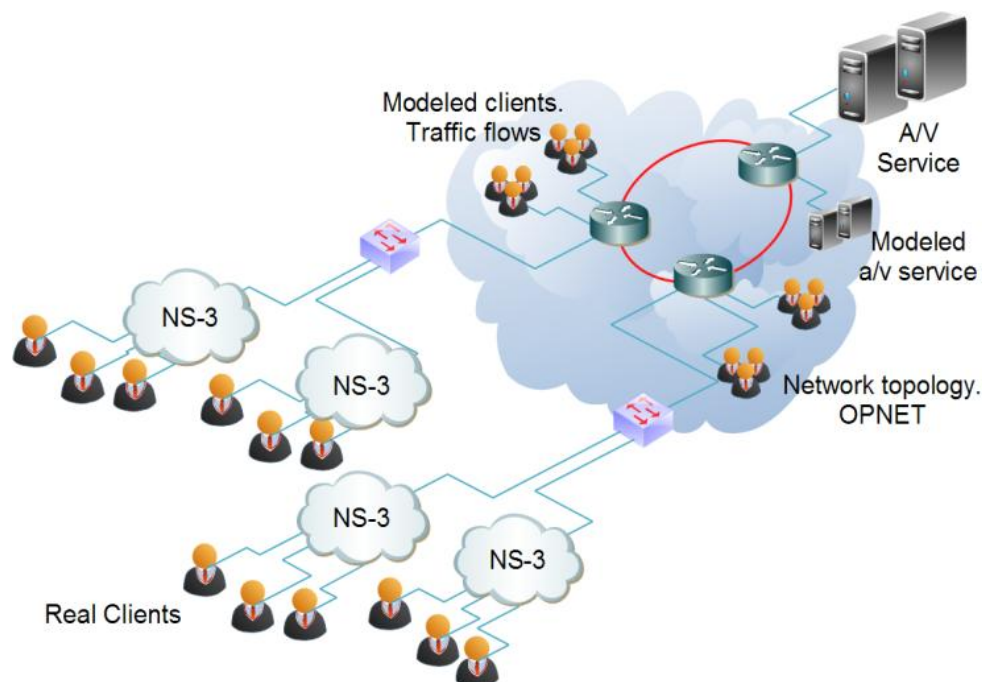 Modeled clients.
Traffic flows
A/V
Service
Modeled
a/v service
NS-3
NS-3
Network topology.
OPNET
NS-3
NS-3
Real Clients